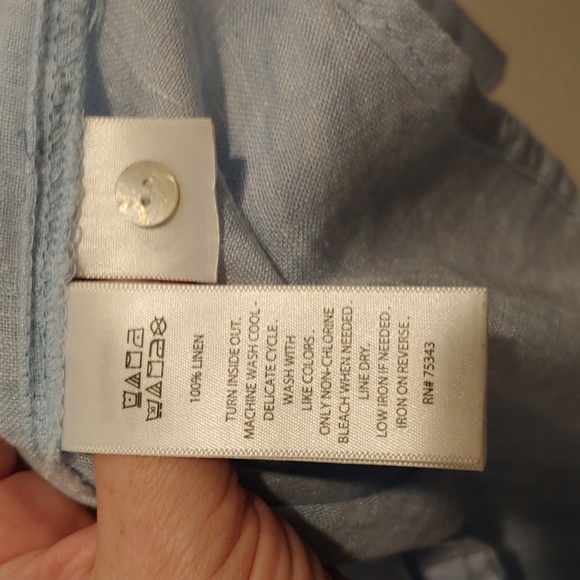 100% LINEN
TURN INSIDE OUT.
MACHINE WASH COOL -
DELICATE CYCLE.
WASH WITH
LIKE COLORS.
ONLY NON-CHLORINE
BLEACH WHEN NEEDED.
LINE DRY.
LOW IRON IF NEEDED.
IRON ON REVERSE.
RN# 75343